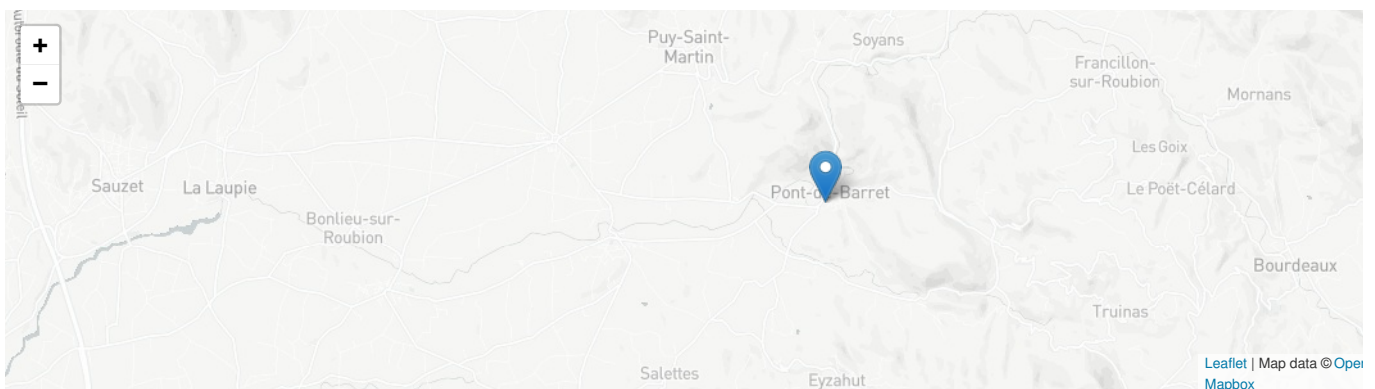 +
−
Puy-Saint-
Martin
Soyans
Francillon-
sur-Roubion
Mornans
Les Goix
Sauzet
La Laupie
Pont-de-Barret
Le Poët-Célard
Bonlieu-sur-
Roubion
Bourdeaux
Truinas
Salettes
Eyzahut
Leaflet | Map data © Open
Mapbox